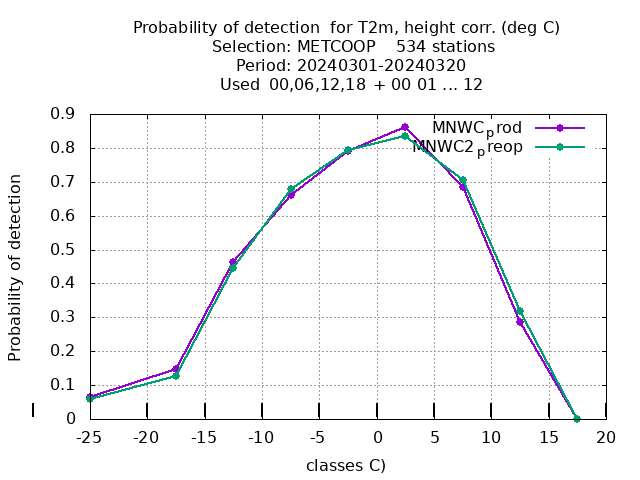 Probability of detection  for T2m, height corr. (deg C)
Selection: METCOOP    534 stations
Period: 20240301-20240320
Used  00,06,12,18  + 00 01 ... 12
MNWC_prod
MNWC2_preop
Probability of detection
0.9
0.8
0.7
0.6
0.5
0.4
0.3
0.2
0.1
0
-25 -20 -15 -10 -5 0 5 10 15 20
classes C)